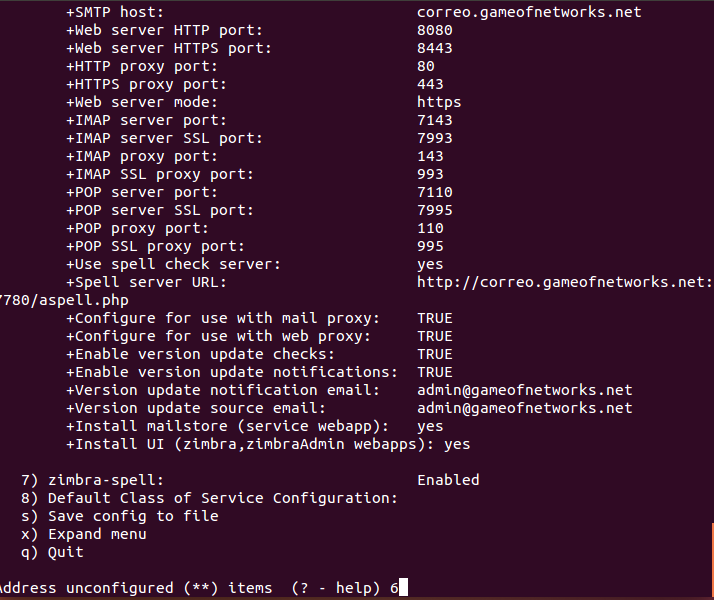 +SMTP host: correo.gameofnetworks.net
+Web server HTTP port: 8080
+Web server HTTPS port: 8443
+HTTP proxy port: 80
+HTTPS proxy port: 443
+Web server mode: https
+IMAP server port: 7143
+IMAP server SSL port: 7993
+IMAP proxy port: 143
+IMAP SSL proxy port: 993
+POP server port: 7110
+POP server SSL port: 7995
+POP proxy port: 110
+POP SSL proxy port: 995
+Use spell check server: yes
+Spell server URL: http://correo.gameofnetworks.net:
7780/aspell.php
+Configure for use with mail proxy: TRUE
+Configure for use with web proxy: TRUE
+Enable version update checks: TRUE
+Enable version update notifications: TRUE
+Version update notification email: admin@gameofnetworks.net
+Version update source email: admin@gameofnetworks.net
+Install mailstore (service webapp): yes
+Install UI (zimbra,zimbraAdmin webapps): yes
7) zimbra-spell: Enabled
8) Default Class of Service Configuration:
s) Save config to file
x) Expand menu
q) Quit
Address unconfigured (**) items (? - help) 6